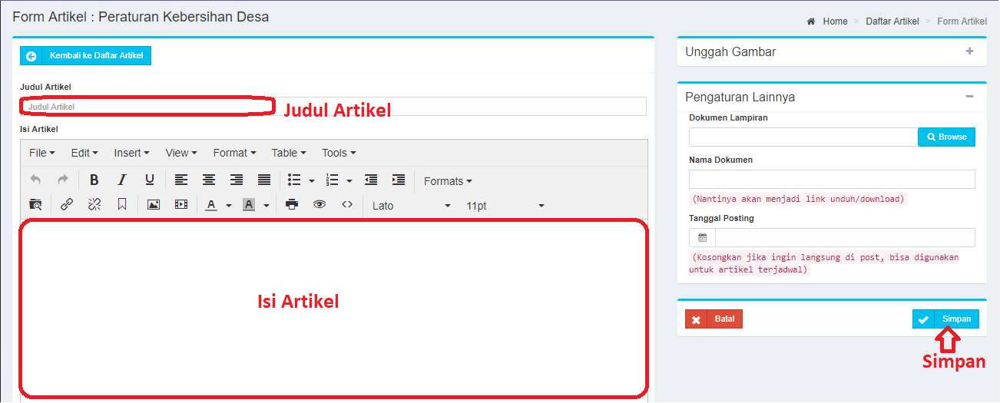 Form Artikel : Peraturan Kebersihan Desa
Home > Daftar Artikel > Form Artikel
Kembali ke Daftar Artikel
Judul Artikel
Judul Artikel
Judul Artikel
Isi Artikel
File Edit Insert View Format Table Tools
B I U Formats
A A Lato 11pt
Isi Artikel
Unggah Gambar
Pengaturan Lainnya
Dokumen Lampiran
Browse
Nama Dokumen
(Nantinya akan menjadi link unduh/download)
Tanggal Posting
(Kosongkan jika ingin langsung di post, bisa digunakan
untuk artikel terjadwal)
Batal
Simpan
Simpan